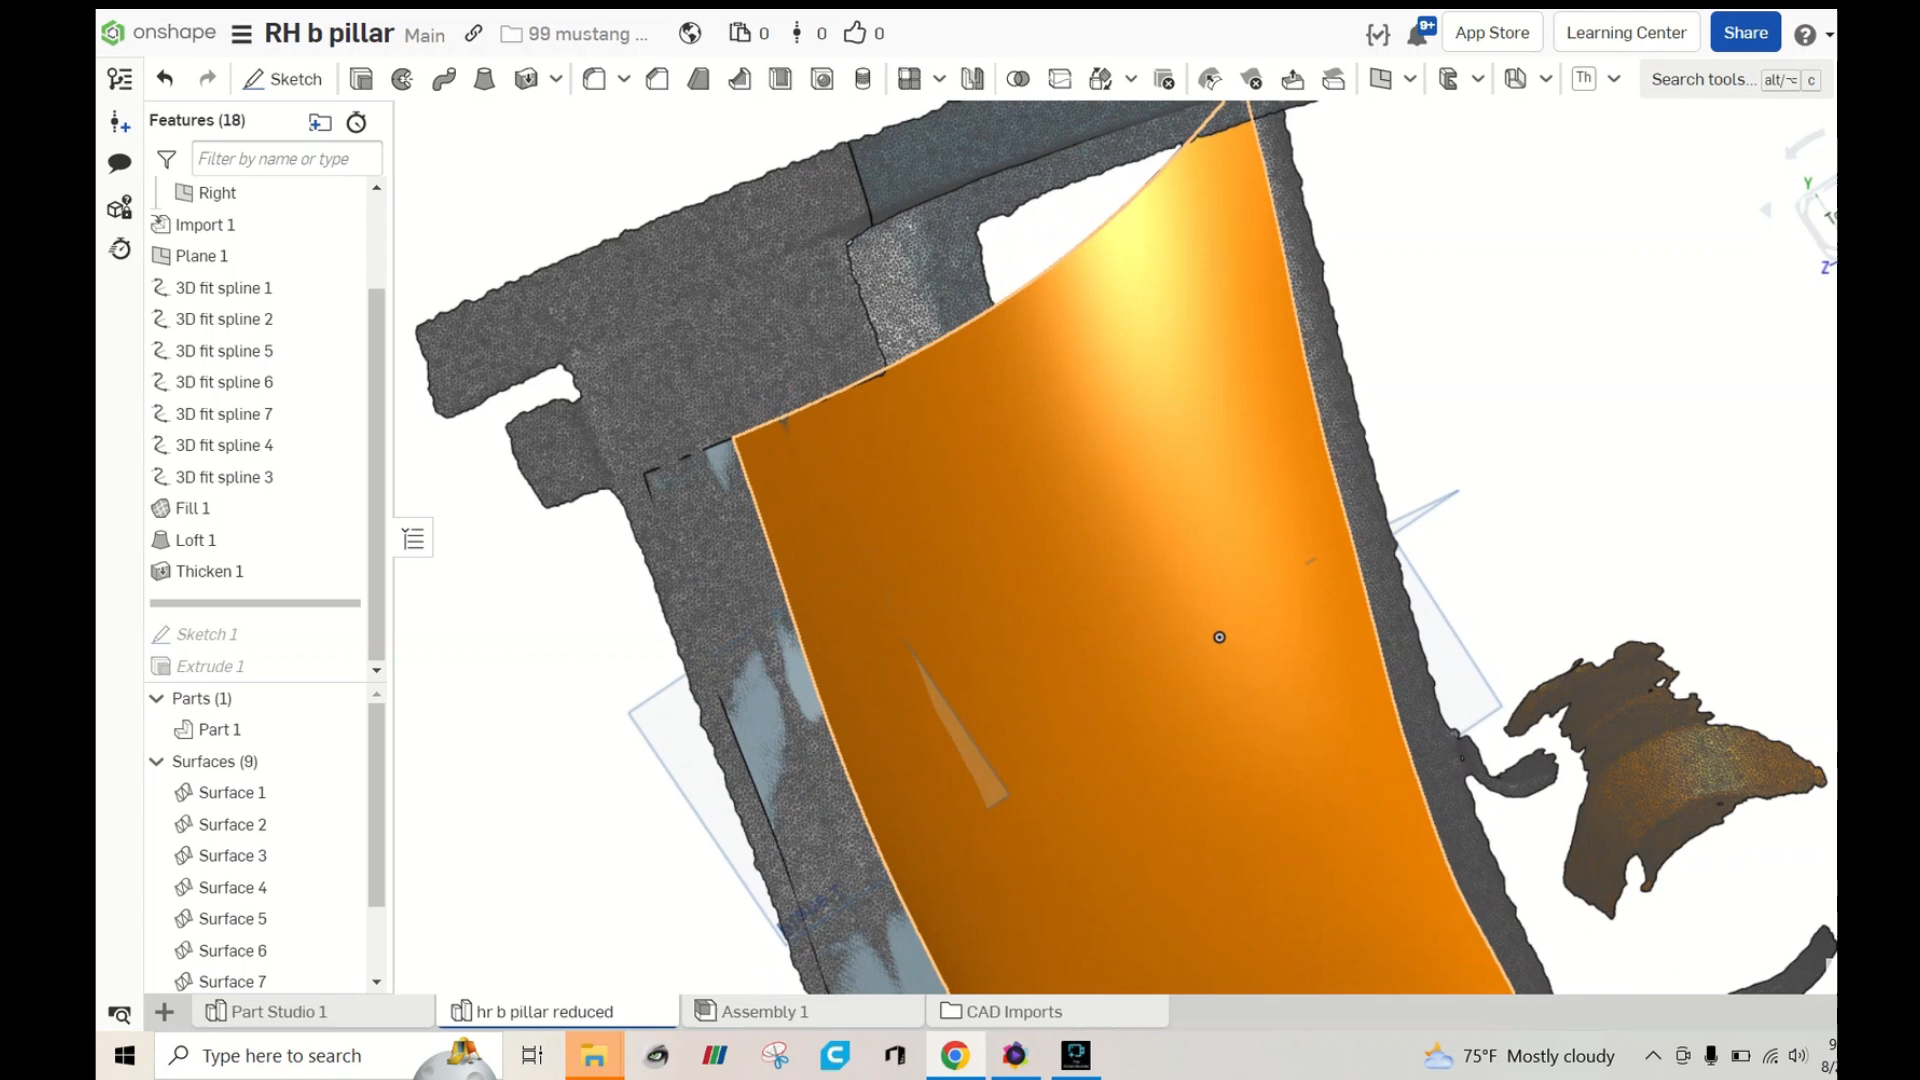 onshape RH b pillar Main 99 mustang ... 0 0 0 9+ App Store Learning Center Share
Sketch Th Search tools... alt/⌥ c
Features (18)
Filter by name or type
Right
Import 1
Plane 1
3D fit spline 1
3D fit spline 2
3D fit spline 5
3D fit spline 6
3D fit spline 7
3D fit spline 4
3D fit spline 3
Fill 1
Loft 1
Thicken 1
Sketch 1
Extrude 1
Parts (1)
Part 1
Surfaces (9)
Surface 1
Surface 2
Surface 3
Surface 4
Surface 5
Surface 6
Surface 7
Y
Z
Part Studio 1 hr b pillar reduced Assembly 1 CAD Imports
Type here to search 75°F Mostly cloudy